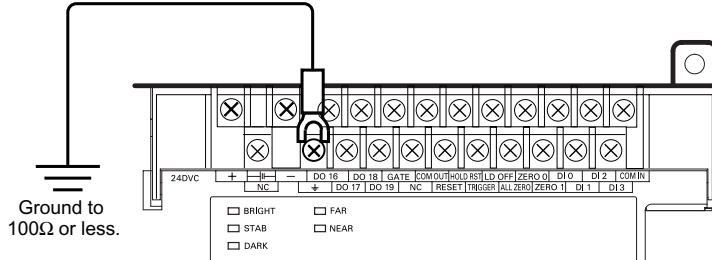 24DVC + − DO 16 DO 18 GATE COM OUT HOLD RST LD OFF ZERO 0 DI 0 DI 2 COM IN
NC DO 17 DO 19 NC RESET TRIGGER ALL ZERO ZERO 1 DI 1 DI 3
Ground to
100Ω or less.
BRIGHT FAR
STAB NEAR
DARK